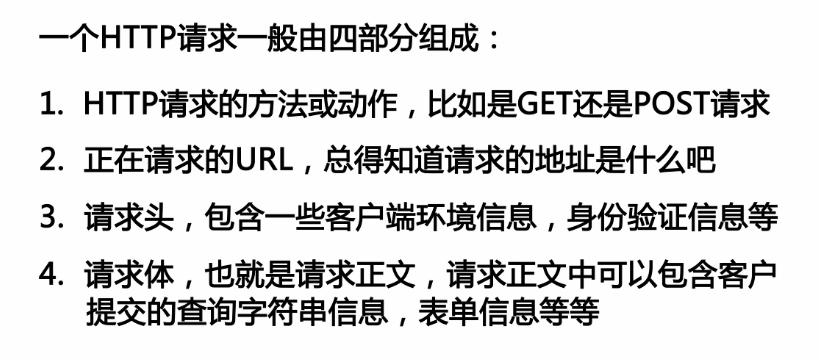 一个HTTP请求一般由四部分组成：
1. HTTP请求的方法或动作，比如是GET还是POST请求
2. 正在请求的URL，总得知道请求的地址是什么吧
3. 请求头，包含一些客户端环境信息，身份验证信息等
4. 请求体，也就是请求正文，请求正文中可以包含客户
提交的查询字符串信息，表单信息等等